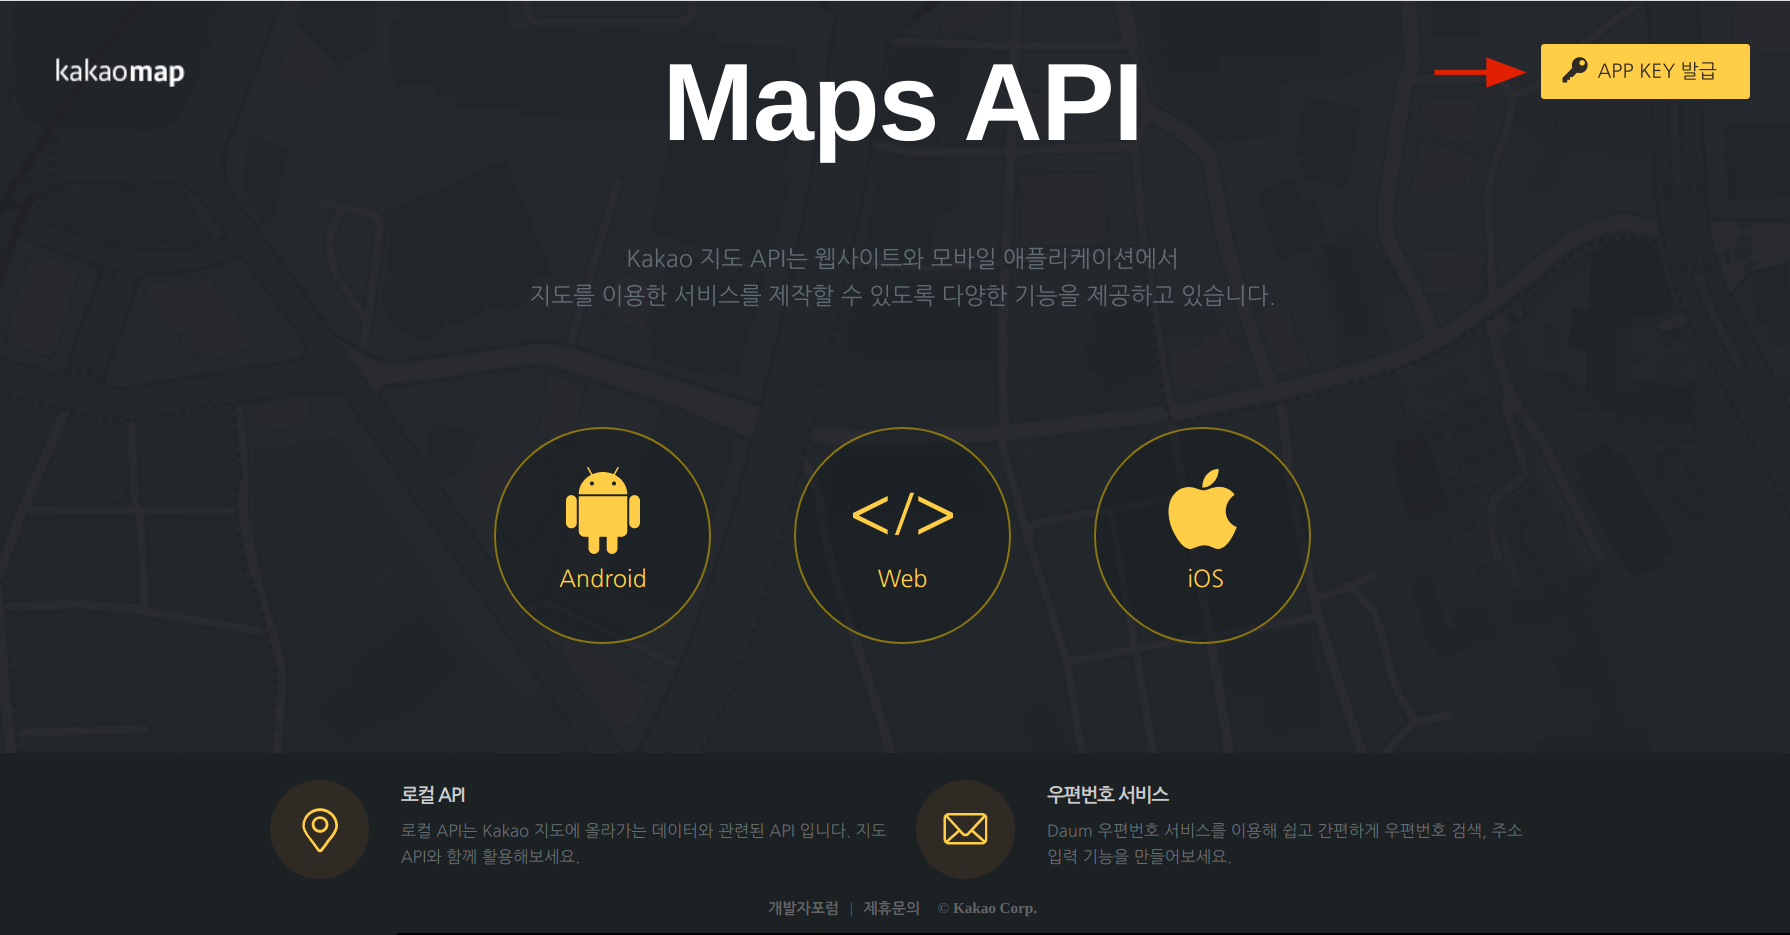 kakaomap
Maps API
APP KEY 발급
Kakao 지도 API는 웹사이트와 모바일 애플리케이션에서
지도를 이용한 서비스를 제작할 수 있도록 다양한 기능을 제공하고 있습니다.
Android
</>
Web
iOS
로컬 API
로컬 API는 Kakao 지도에 올라가는 데이터와 관련된 API 입니다. 지도
API와 함께 활용해보세요.
우편번호 서비스
Daum 우편번호 서비스를 이용해 쉽고 간편하게 우편번호 검색, 주소
입력 기능을 만들어보세요.
개발자포럼 | 제휴문의 © Kakao Corp.